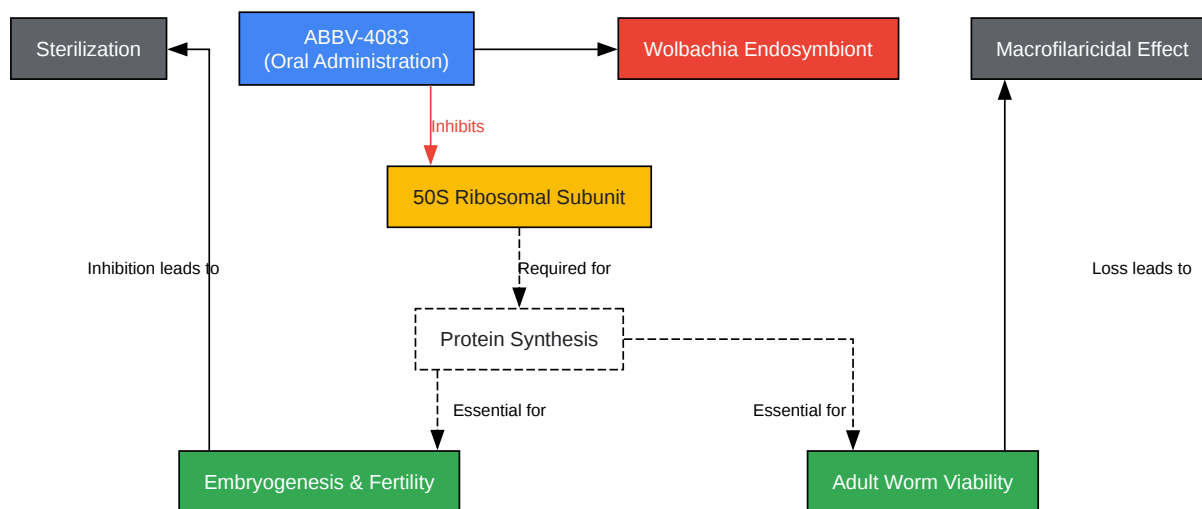 Sterilization
ABBV-4083
(Oral Administration)
Wolbachia Endosymbiont
Macrofilaricidal Effect
Inhibits
50S Ribosomal Subunit
Inhibition leads to
Required for
Loss leads to
Protein Synthesis
Essential for
Essential for
Embryogenesis & Fertility
Adult Worm Viability